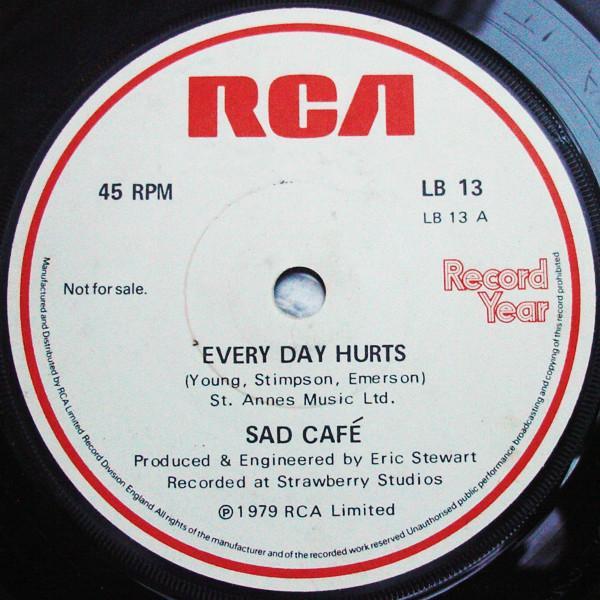 RCA
45 RPM
LB 13
LB 13 A
Not for sale.
Record
Year
EVERY DAY HURTS
(Young, Stimpson, Emerson)
St. Annes Music Ltd.
SAD CAFÉ
Produced & Engineered by Eric Stewart
Recorded at Strawberry Studios
℗ 1979 RCA Limited
Manufactured and Distributed by RCA Limited Record Division England All rights of the manufacturer and of the recorded work reserved Unauthorised public performance broadcasting and copying of this record prohibited